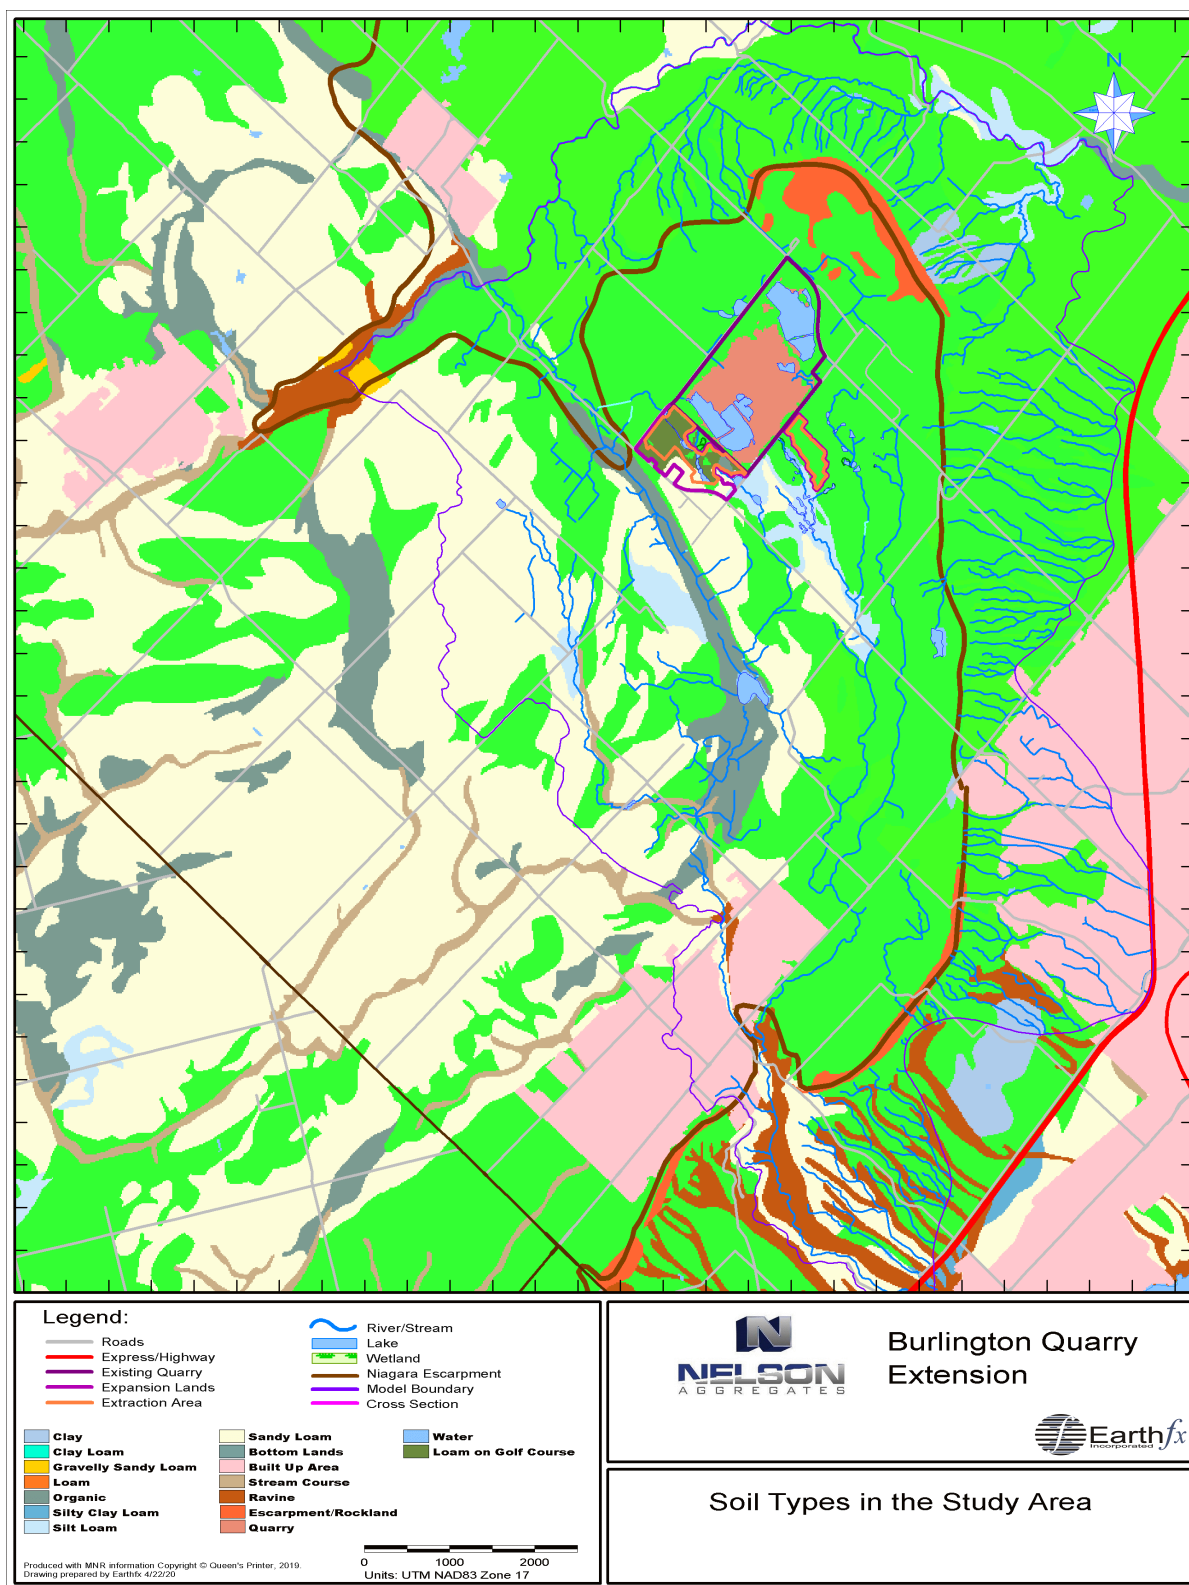 N
Legend:
Roads
Express/Highway
Existing Quarry
Expansion Lands
Extraction Area
River/Stream
Lake
Wetland
Niagara Escarpment
Model Boundary
Cross Section
Clay
Clay Loam
Gravelly Sandy Loam
Loam
Organic
Silty Clay Loam
Silt Loam
Sandy Loam
Bottom Lands
Built Up Area
Stream Course
Ravine
Escarpment/Rockland
Quarry
Water
Loam on Golf Course
Produced with MNR information Copyright © Queen's Printer, 2019.
Drawing prepared by Earthfx 4/22/20
0 1000 2000
Units: UTM NAD83 Zone 17
N
NELSON
AGGREGATES
Burlington Quarry
Extension
Earthfx
Incorporated
Soil Types in the Study Area